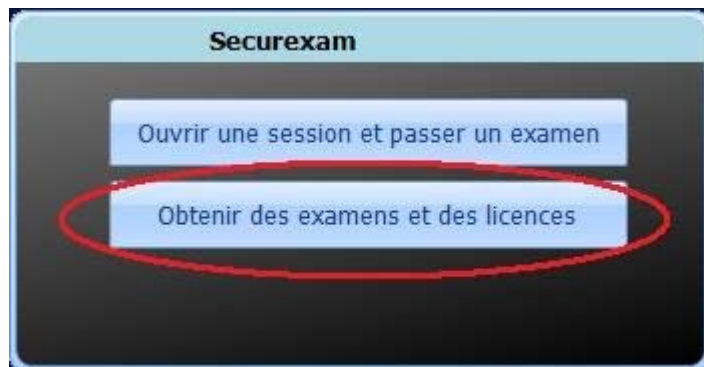 Securexam
Ouvrir une session et passer un examen
Obtenir des examens et des licences